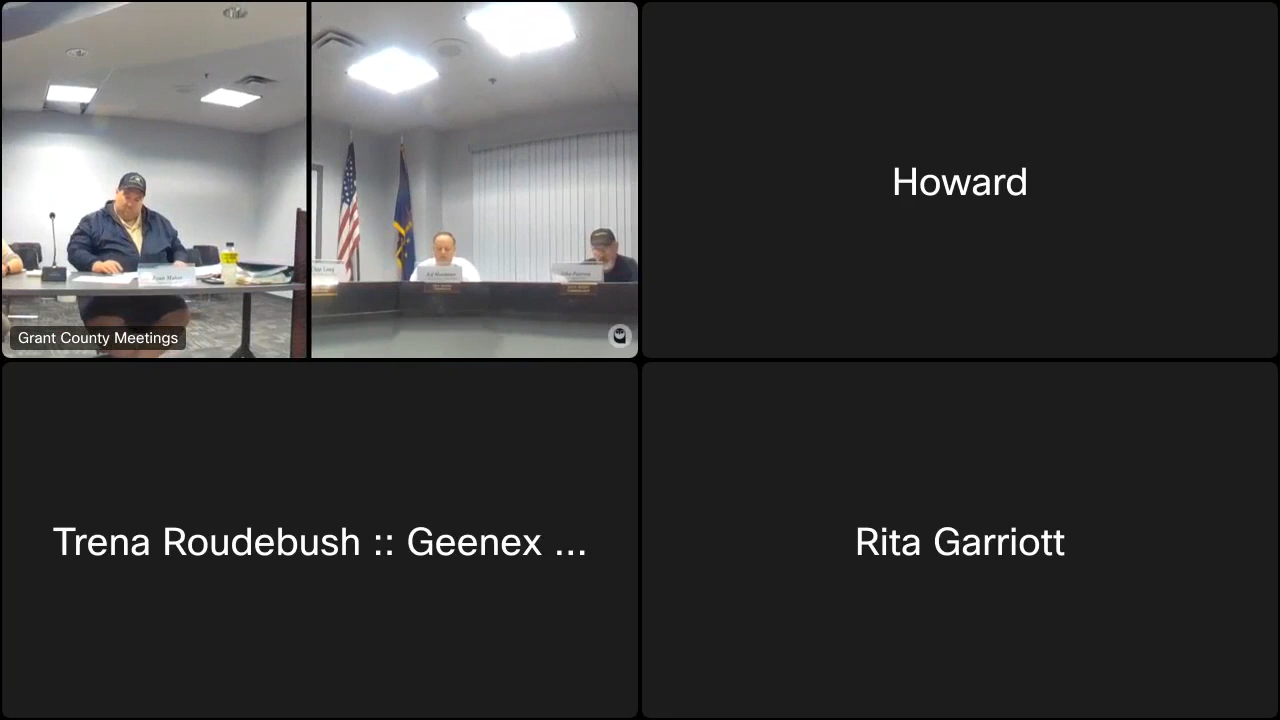 Howard
Grant County Meetings
Trena Roudebush :: Geenex ...
Rita Garriott